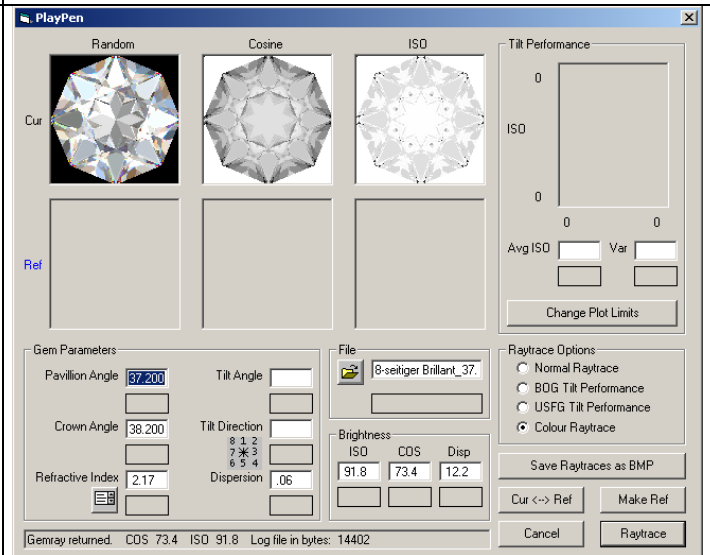 PlayPen
Random Cosine ISO
Cur
Ref
Tilt Performance
0
ISO
0
0 0
Avg ISO Var
Change Plot Limits
Gem Parameters
Pavillion Angle 37.200 Tilt Angle
Crown Angle 38.200 Tilt Direction
8 1 2
7 3
6 5 4
Refractive Index 2.17 Dispersion .06
File
8-seitiger Brillant_37.
Brightness
ISO COS Disp
91.8 73.4 12.2
Raytrace Options
Normal Raytrace
BOG Tilt Performance
USFG Tilt Performance
Colour Raytrace
Save Raytraces as BMP
Cur <--> Ref Make Ref
Cancel Raytrace
Gemray returned. COS 73.4 ISO 91.8 Log file in bytes: 14402